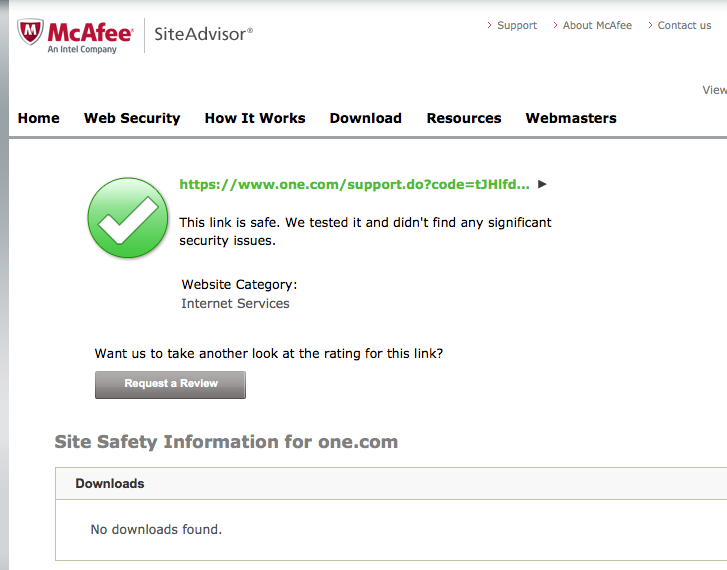 McAfee®
An Intel Company
SiteAdvisor®
Support
About McAfee
Contact us
View
Home Web Security How It Works Download Resources Webmasters
https://www.one.com/support.do?code=tJHlfd...
This link is safe. We tested it and didn't find any significant
security issues.
Website Category:
Internet Services
Want us to take another look at the rating for this link?
Request a Review
Site Safety Information for one.com
Downloads
No downloads found.